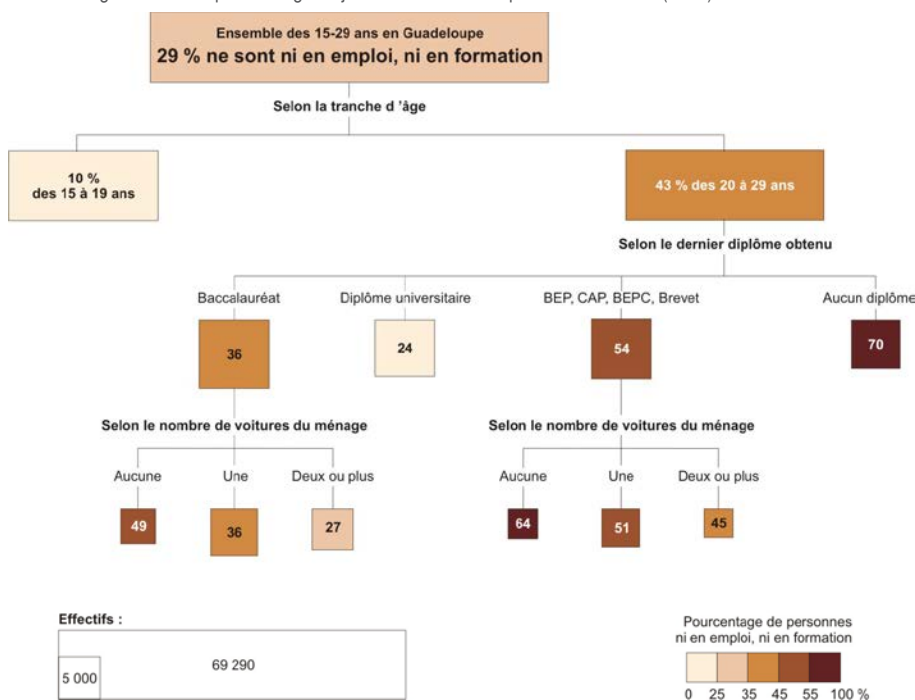 Ensemble des 15-29 ans en Guadeloupe
29 % ne sont ni en emploi, ni en formation
Selon la tranche d 'âge
10 %
des 15 à 19 ans
43 % des 20 à 29 ans
Selon le dernier diplôme obtenu
Baccalauréat
Diplôme universitaire
BEP, CAP, BEPC, Brevet
Aucun diplôme
36
24
54
70
Selon le nombre de voitures du ménage
Selon le nombre de voitures du ménage
Aucune
Une
Deux ou plus
Aucune
Une
Deux ou plus
49
36
27
64
51
45
Effectifs :
69 290
5 000
Pourcentage de personnes
ni en emploi, ni en formation
0 25 35 45 55 100 %